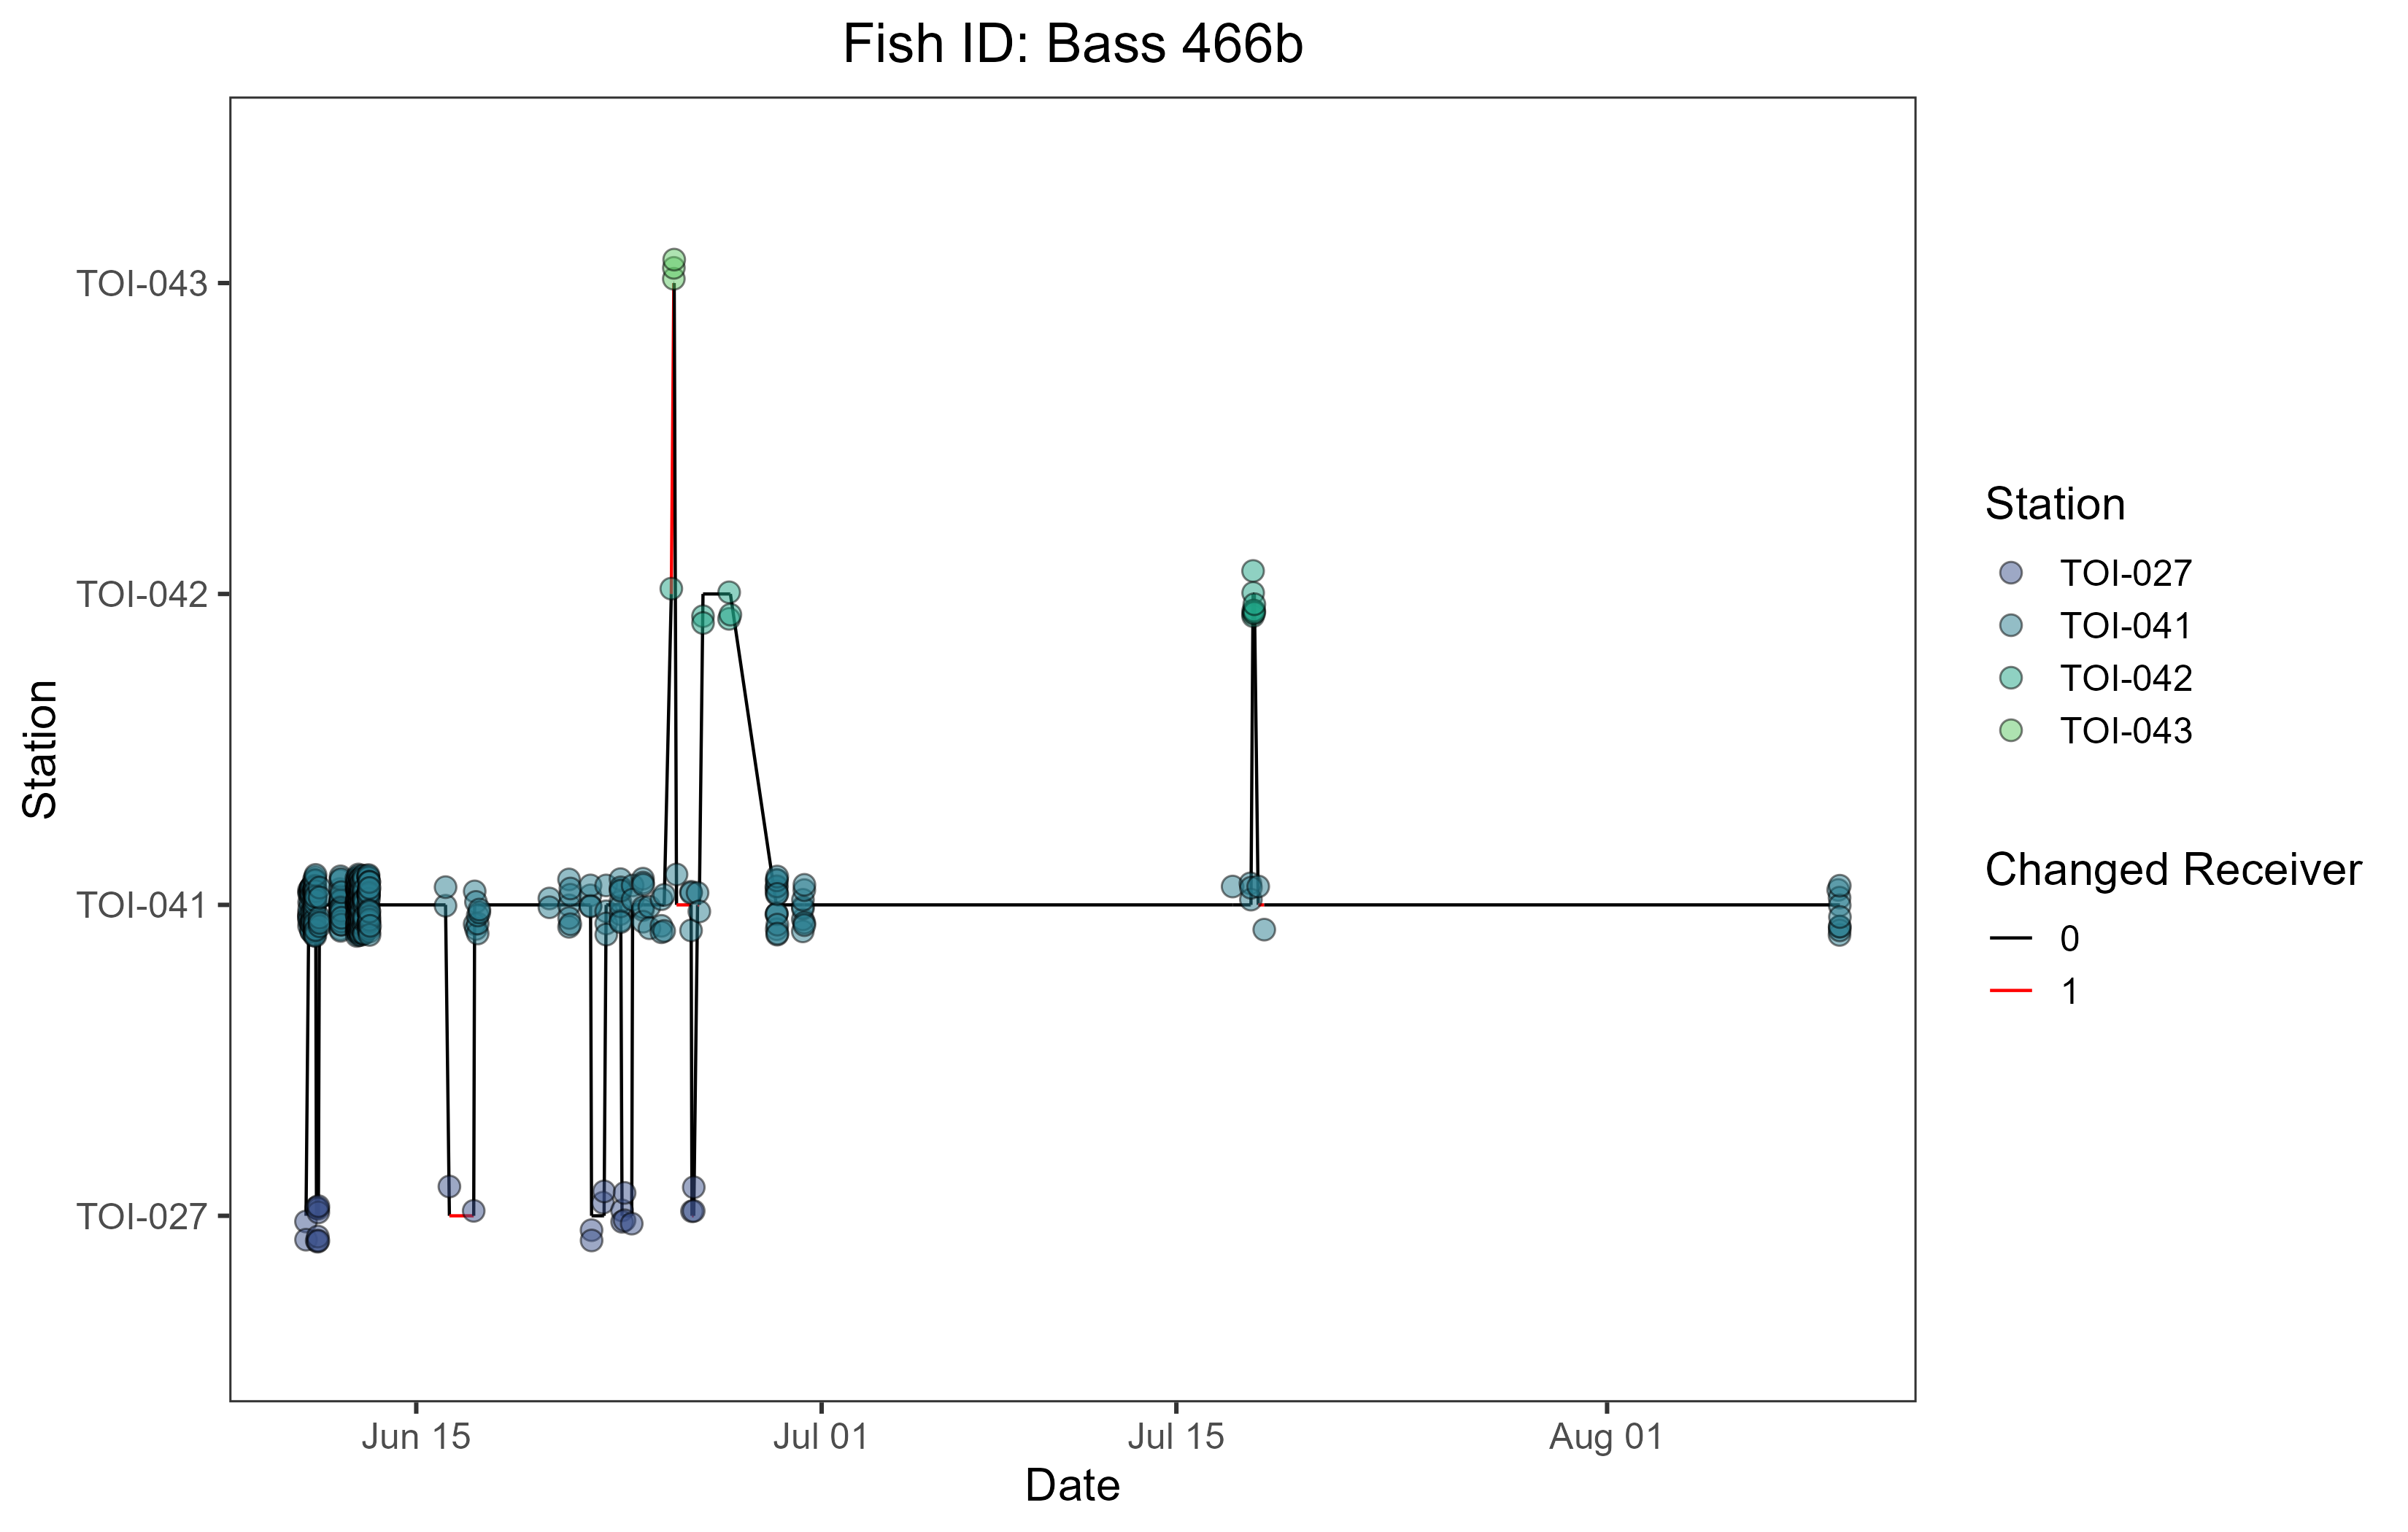 Fish ID: Bass 466b
TOI-043
TOI-042
TOI-041
TOI-027
Station
Jun 15
Jul 01
Jul 15
Aug 01
Date
Station
TOI-027
TOI-041
TOI-042
TOI-043
Changed Receiver
0
1